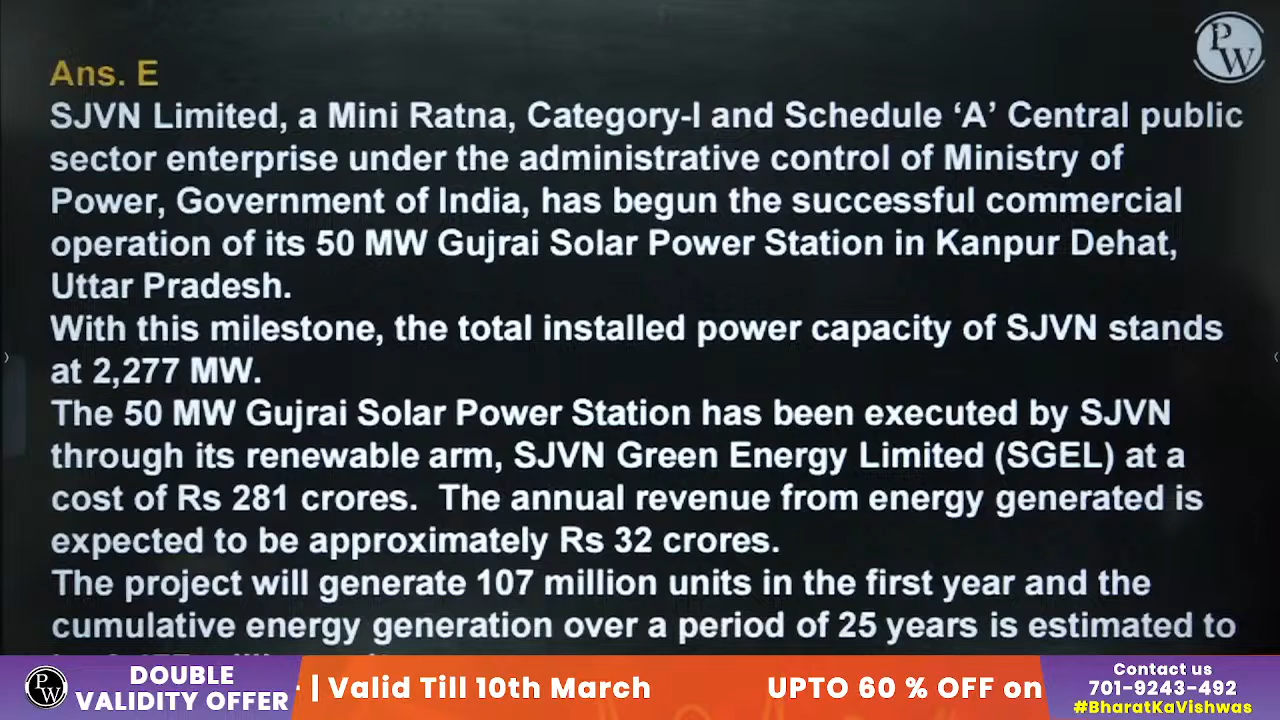 PW
Ans. E
SJVN Limited, a Mini Ratna, Category-I and Schedule ‘A’ Central public
sector enterprise under the administrative control of Ministry of
Power, Government of India, has begun the successful commercial
operation of its 50 MW Gujrai Solar Power Station in Kanpur Dehat,
Uttar Pradesh.
With this milestone, the total installed power capacity of SJVN stands
at 2,277 MW.
The 50 MW Gujrai Solar Power Station has been executed by SJVN
through its renewable arm, SJVN Green Energy Limited (SGEL) at a
cost of Rs 281 crores.  The annual revenue from energy generated is
expected to be approximately Rs 32 crores.
The project will generate 107 million units in the first year and the
cumulative energy generation over a period of 25 years is estimated to
PW
DOUBLE
VALIDITY OFFER
| Valid Till 10th March
UPTO 60 % OFF on
Contact us
701-9243-492
#BharatKaVishwas